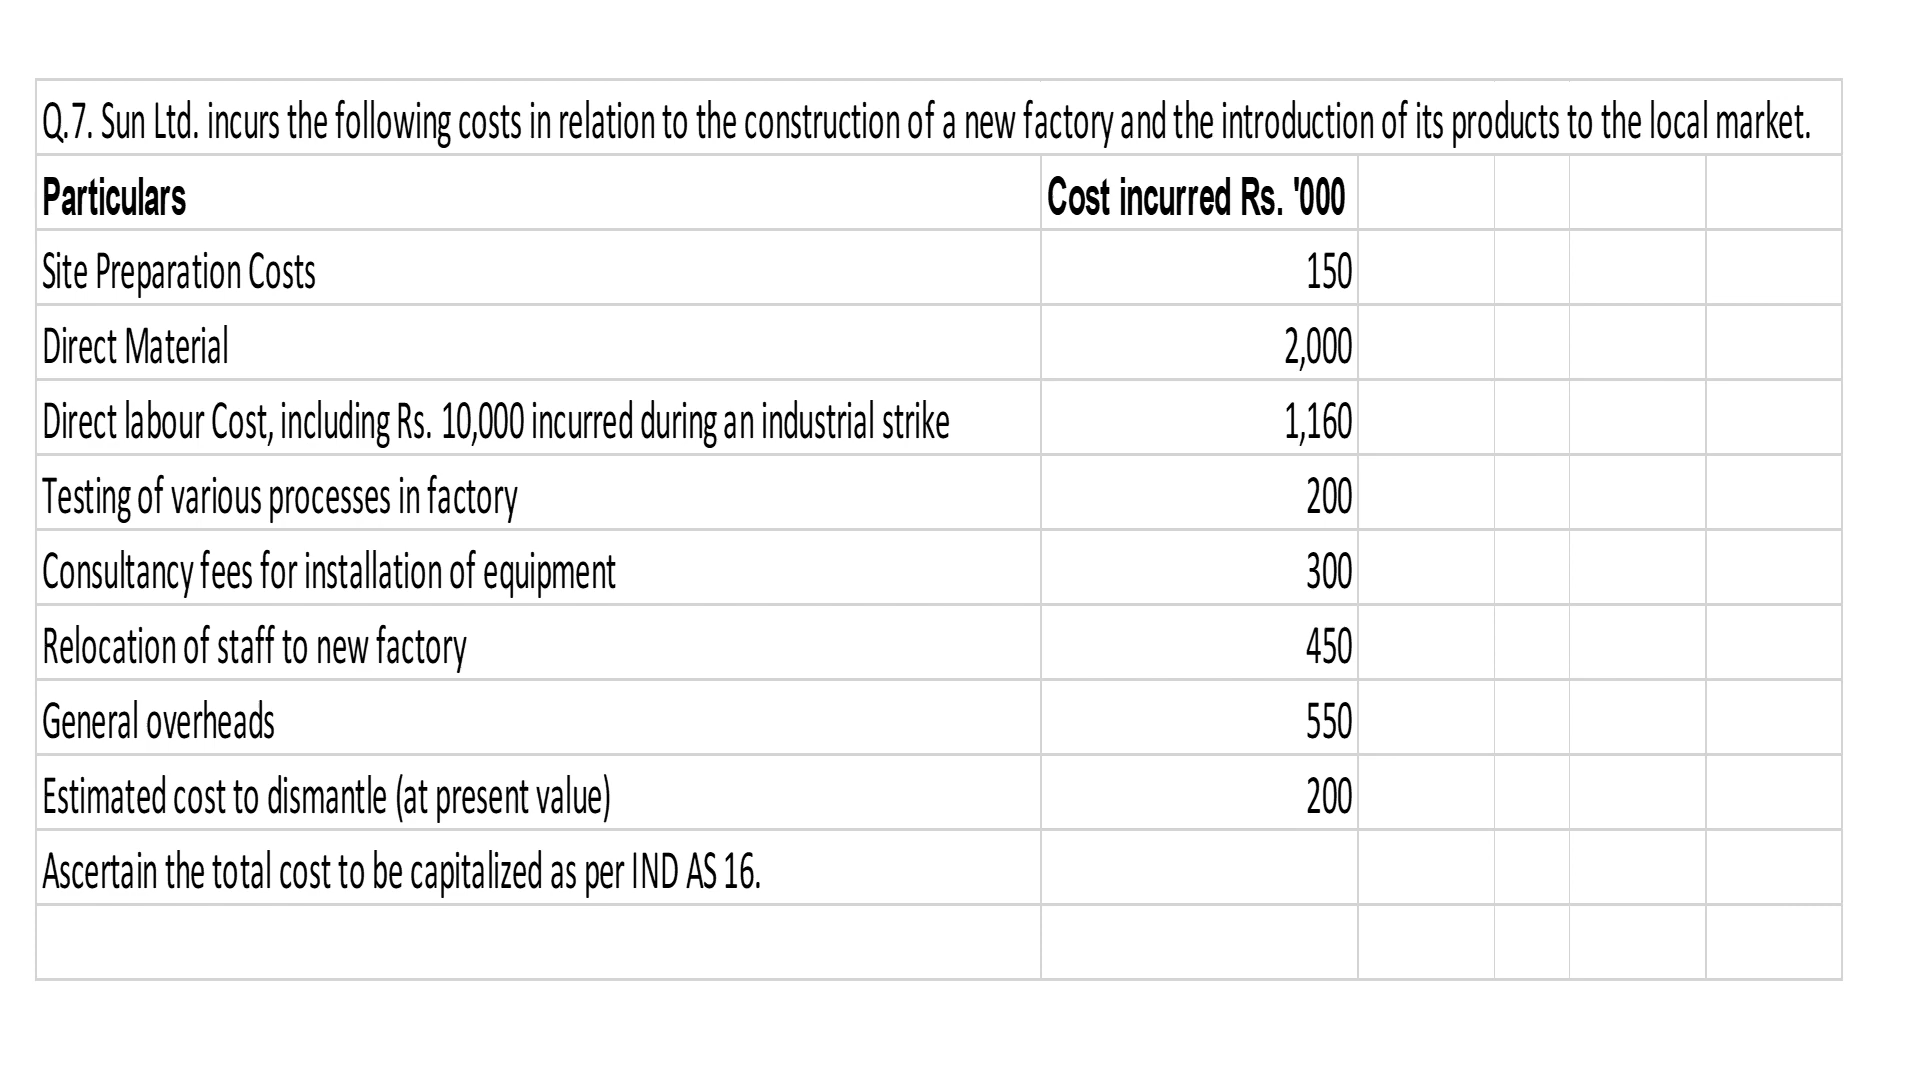 Q.7. Sun Ltd. incurs the following costs in relation to the construction of a new factory and the introduction of its products to the local market.
Particulars Cost incurred Rs. '000
Site Preparation Costs 150
Direct Material 2,000
Direct labour Cost, including Rs. 10,000 incurred during an industrial strike 1,160
Testing of various processes in factory 200
Consultancy fees for installation of equipment 300
Relocation of staff to new factory 450
General overheads 550
Estimated cost to dismantle (at present value) 200
Ascertain the total cost to be capitalized as per IND AS 16.